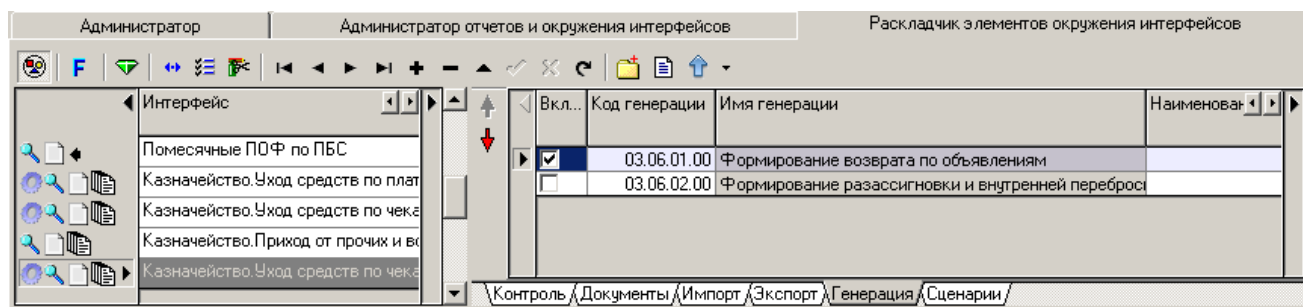 Администратор
Администратор отчетов и окружения интерфейсов
Раскладчик элементов окружения интерфейсов
F
Интерфейс
Помесячные ПОФ по ПБС
Казначейство.Уход средств по плат
Казначейство.Уход средств по чека
Казначейство.Приход от прочих и во
Казначейство.Уход средств по чека
Вкл... Код генерации Имя генерации Наименован
03.06.01.00 Формирование возврата по объявлениям
03.06.02.00 Формирование разассигновки и внутренней перебросн
Контроль Документы Импорт Экспорт Генерация Сценарии